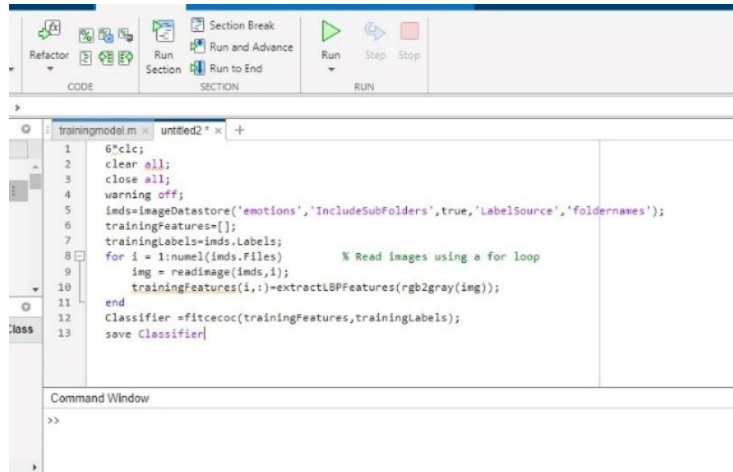 Section Break
Refactor
Run Section
Run and Advance
Run to End
Run
Step
Stop
CODE
SECTION
RUN
trainingmodel.m × untitled2 * × +
1 6*clc;
2 clear all;
3 close all;
4 warning off;
5 imds=imageDatastore('emotions','IncludeSubFolders',true,'LabelSource','foldernames');
6 trainingFeatures=[];
7 trainingLabels=imds.Labels;
8 for i = 1:numel(imds.Files) % Read images using a for loop
9 img = readimage(imds,i);
10 trainingFeatures(i,:)=extractLBPFeatures(rgb2gray(img));
11 end
12 Classifier =fitcecoc(trainingFeatures,trainingLabels);
13 save Classifier
Class
Command Window
>>